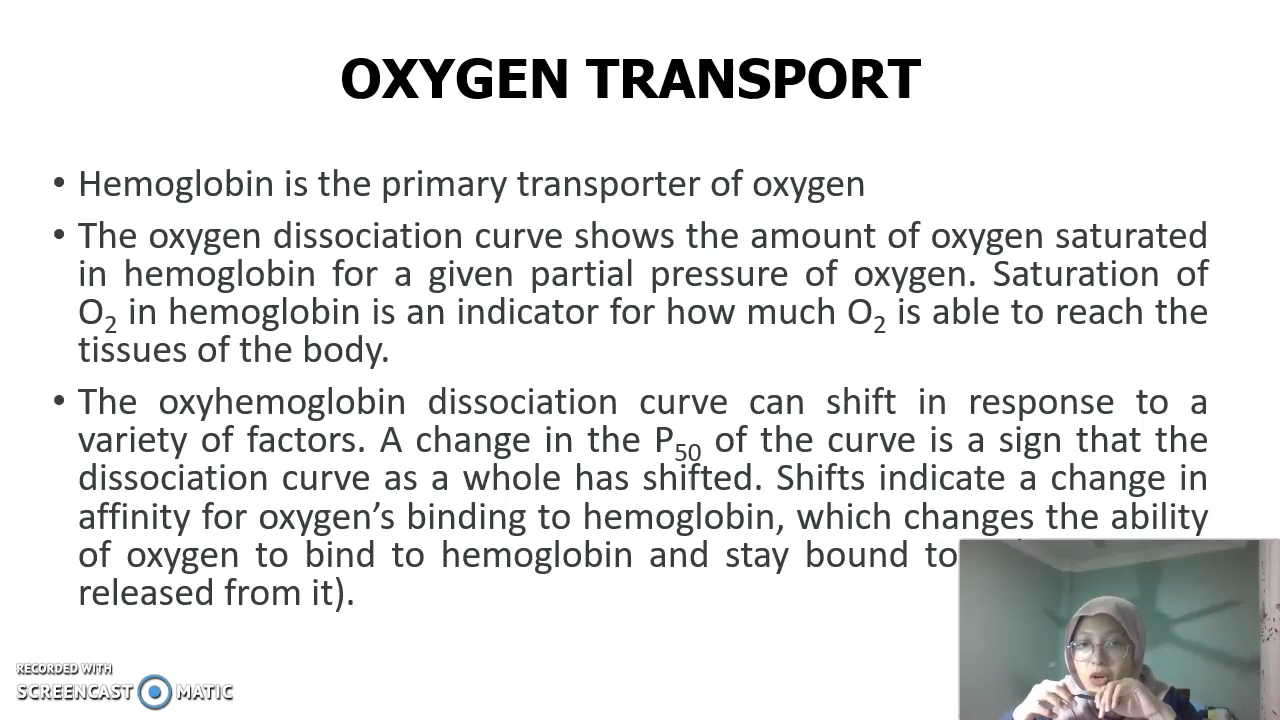 OXYGEN TRANSPORT
• Hemoglobin is the primary transporter of oxygen
• The oxygen dissociation curve shows the amount of oxygen saturated
in hemoglobin for a given partial pressure of oxygen. Saturation of
O₂ in hemoglobin is an indicator for how much O₂ is able to reach the
tissues of the body.
• The oxyhemoglobin dissociation curve can shift in response to a
variety of factors. A change in the P₅₀ of the curve is a sign that the
dissociation curve as a whole has shifted. Shifts indicate a change in
affinity for oxygen’s binding to hemoglobin, which changes the ability
of oxygen to bind to hemoglobin and stay bound to
released from it).
RECORDED WITH
SCREENCAST MATIC